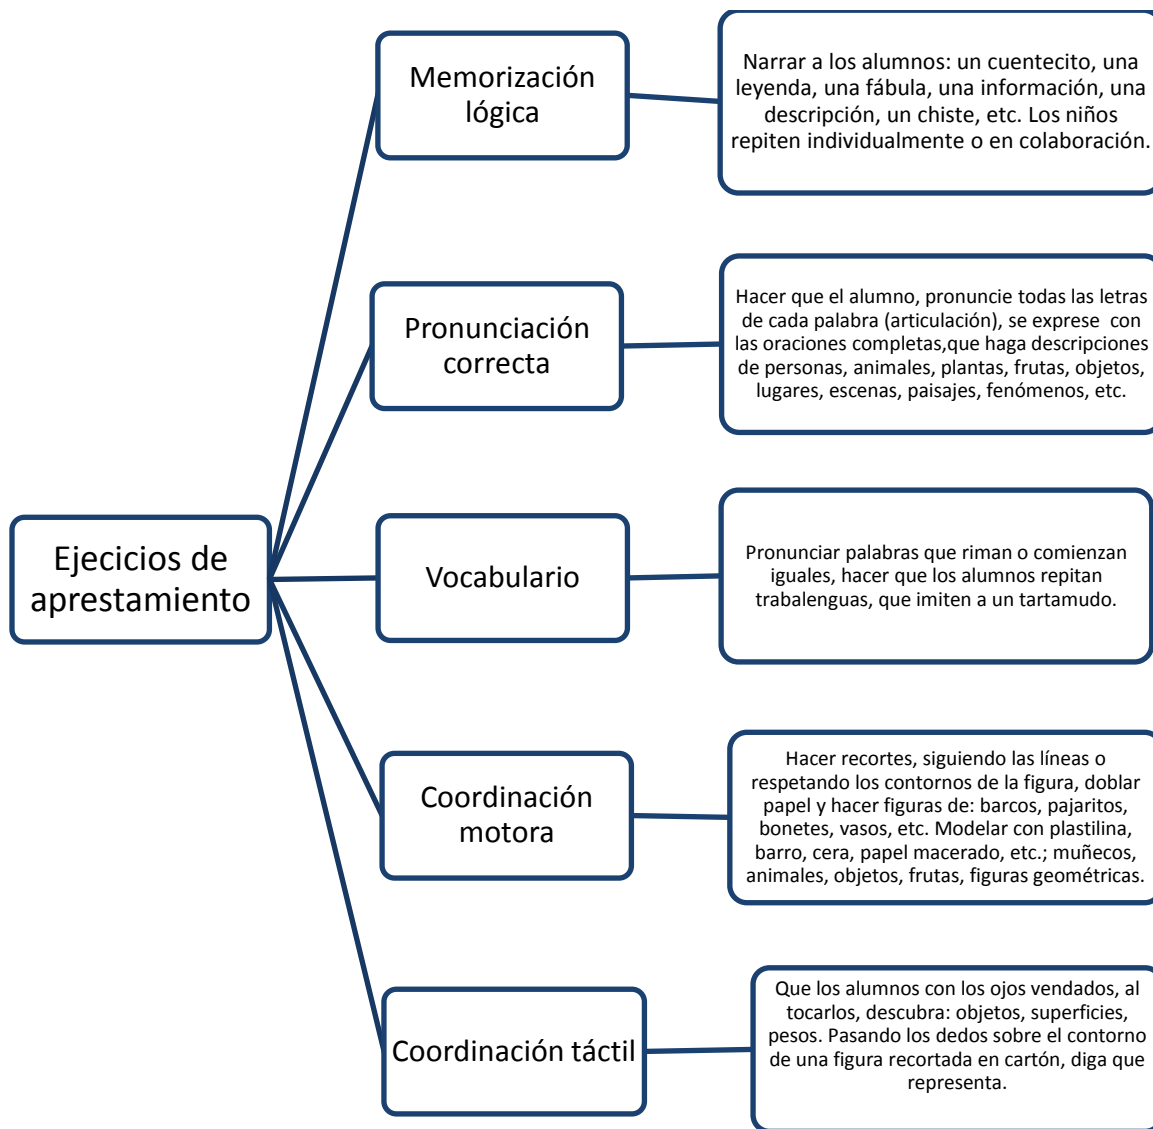 Memorización
lógica
Narrar a los alumnos: un cuentecito, una
leyenda, una fábula, una información, una
descripción, un chiste, etc. Los niños
repiten individualmente o en colaboración.
Pronunciación
correcta
Hacer que el alumno, pronuncie todas las letras
de cada palabra (articulación), se exprese con
las oraciones completas,que haga descripciones
de personas, animales, plantas, frutas, objetos,
lugares, escenas, paisajes, fenómenos, etc.
Ejecicios de
aprestamiento
Vocabulario
Pronunciar palabras que riman o comienzan
iguales, hacer que los alumnos repitan
trabalenguas, que imiten a un tartamudo.
Coordinación
motora
Hacer recortes, siguiendo las líneas o
respetando los contornos de la figura, doblar
papel y hacer figuras de: barcos, pajaritos,
bonetes, vasos, etc. Modelar con plastilina,
barro, cera, papel macerado, etc.; muñecos,
animales, objetos, frutas, figuras geométricas.
Coordinación táctil
Que los alumnos con los ojos vendados, al
tocarlos, descubra: objetos, superficies,
pesos. Pasando los dedos sobre el contorno
de una figura recortada en cartón, diga que
representa.